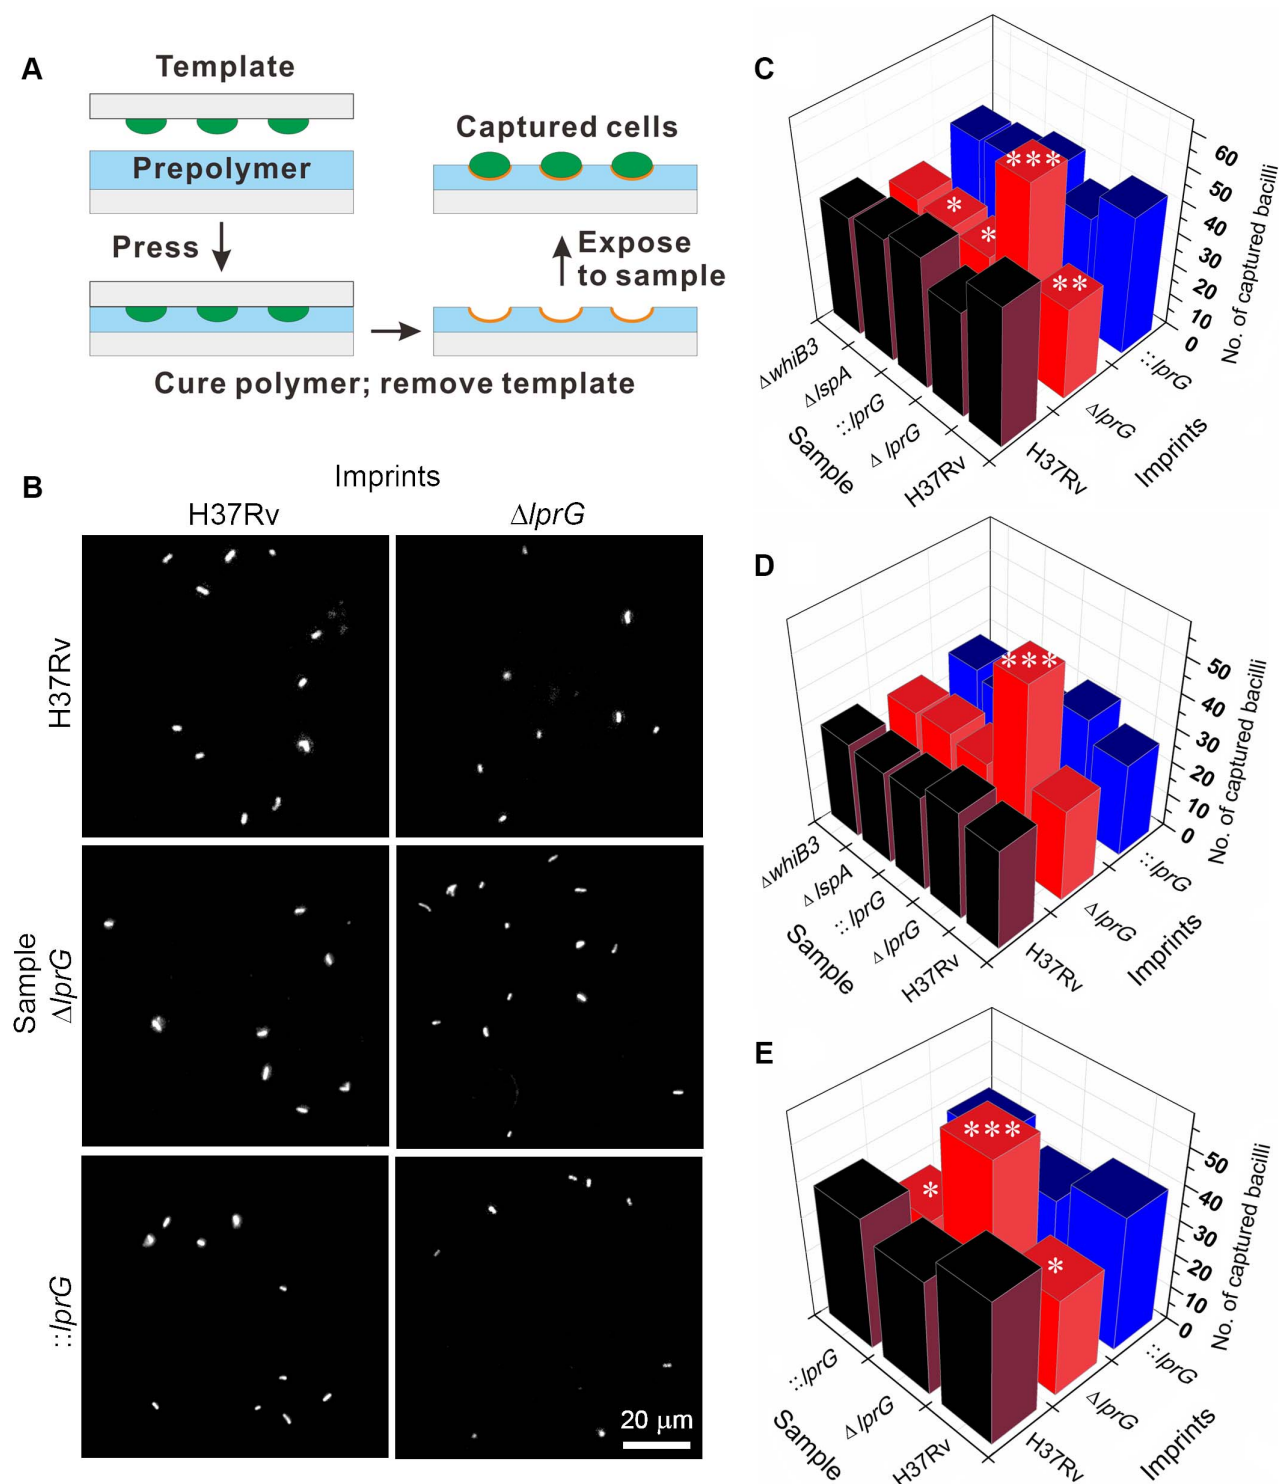 A
Template
Prepolymer
Press
Captured cells
Expose
to sample
Cure polymer; remove template
B
Imprints
H37Rv
ΔlprG
Sample
H37Rv
ΔlprG
::lprG
20 µm
C
***
*
*
**
60
50
40
30
20
10
0
No. of captured bacilli
ΔwhiB3
ΔlspA
::lprG
Δ lprG
H37Rv
Sample
H37Rv
ΔlprG
::lprG
Imprints
D
***
50
40
30
20
10
0
No. of captured bacilli
ΔwhiB3
Δ lspA
::lprG
Δ lprG
H37Rv
Sample
H37Rv
ΔlprG
::lprG
Imprints
E
***
*
*
50
40
30
20
10
0
No. of captured bacilli
::lprG
Δ lprG
H37Rv
Sample
H37Rv
ΔlprG
::lprG
Imprints